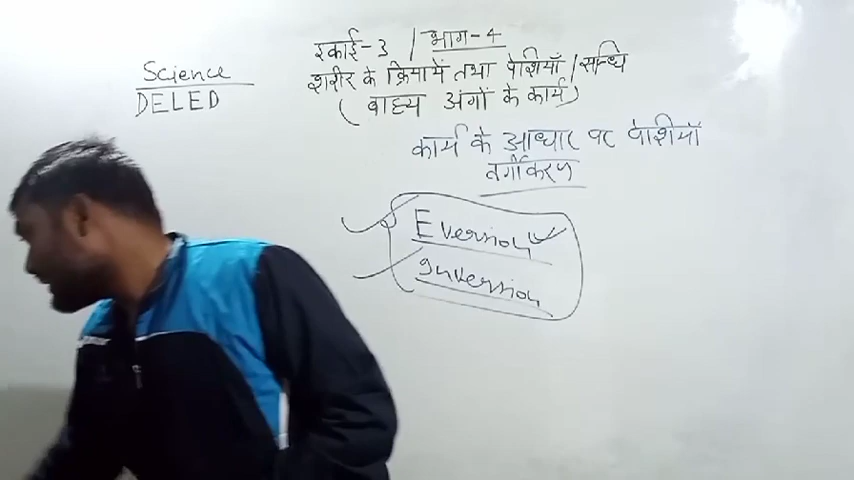 Science
DELED
इकाई-3 / भाग-4
शरीर के क्रियायें तथा पेशियाँ / सन्धि
( वाह्य अंगों के कार्य )
कार्य के आधार पर पेशियों
वर्गीकरण
Eversion
Inversion